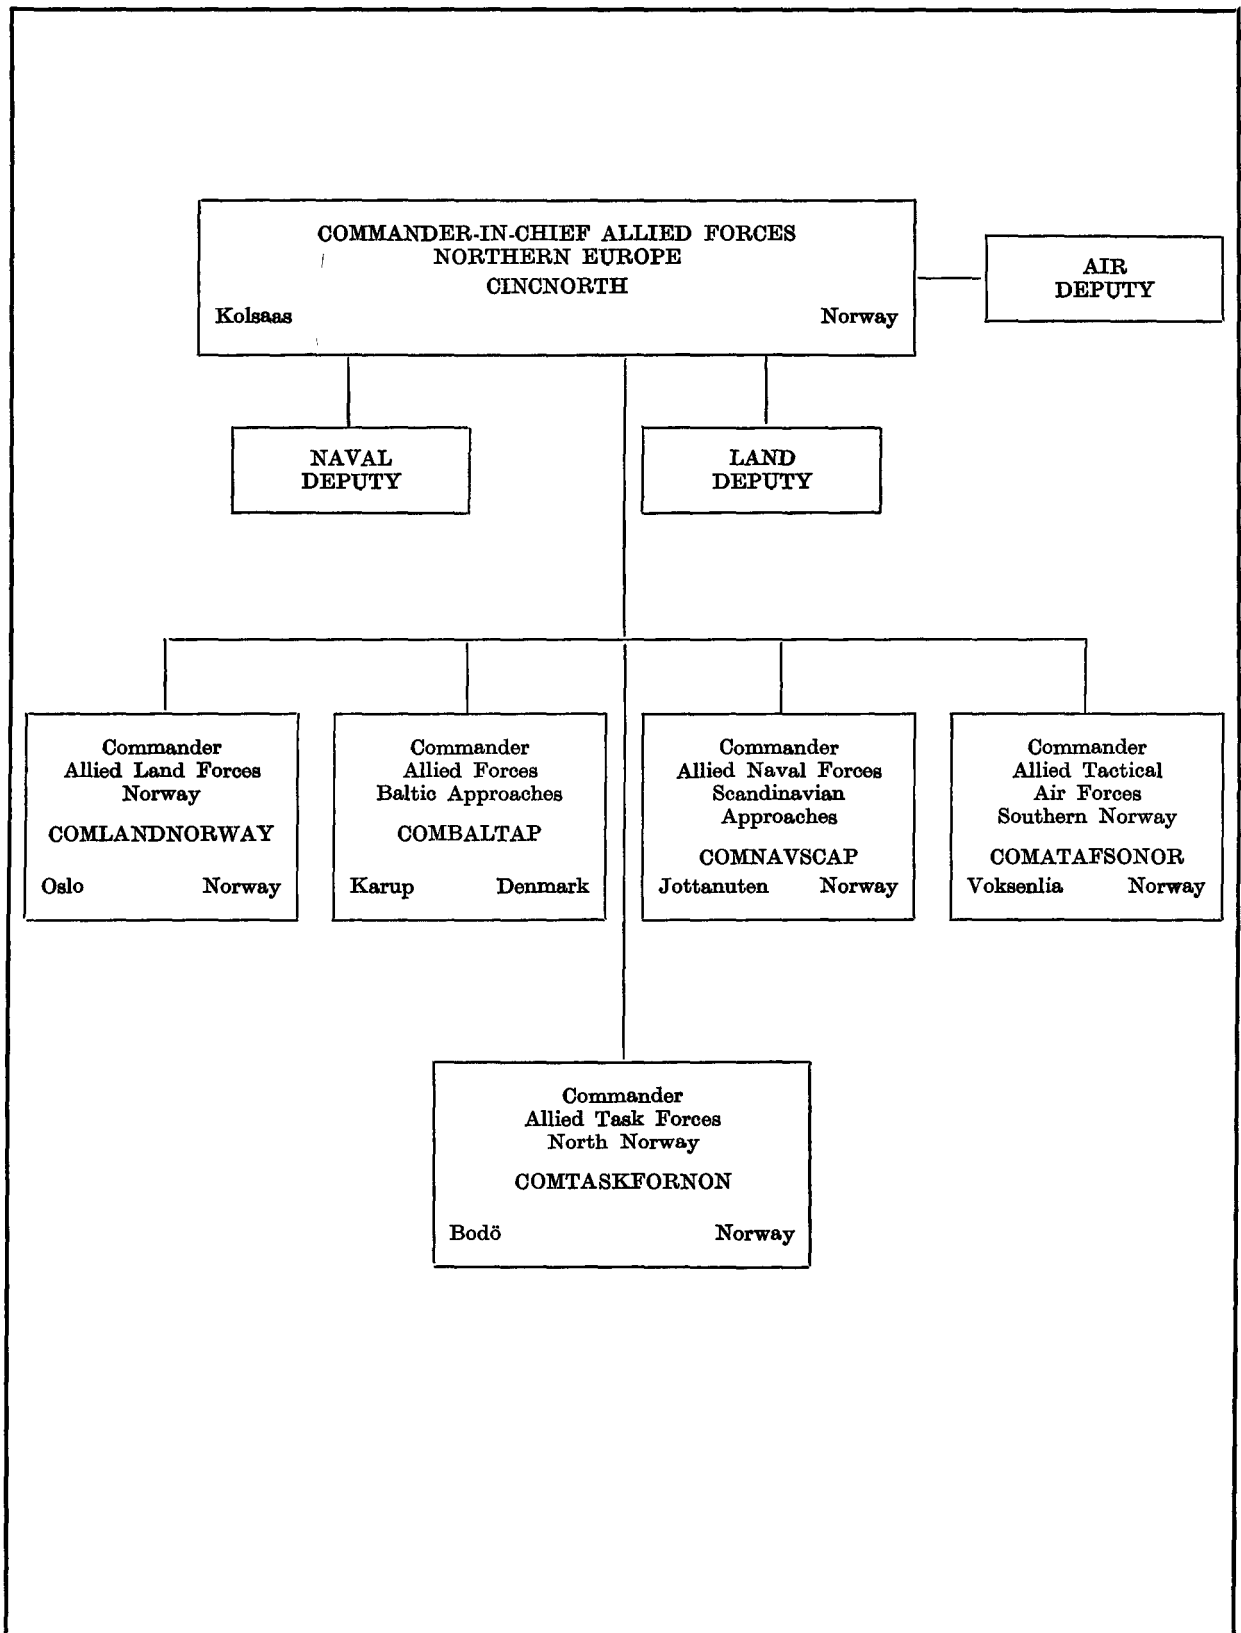 COMMANDER-IN-CHIEF ALLIED FORCES
NORTHERN EUROPE
CINCNORTH
Kolsaas Norway
AIR
DEPUTY
NAVAL
DEPUTY
LAND
DEPUTY
Commander
Allied Land Forces
Norway
COMLANDNORWAY
Oslo Norway
Commander
Allied Forces
Baltic Approaches
COMBALTAP
Karup Denmark
Commander
Allied Naval Forces
Scandinavian
Approaches
COMNAVSCAP
Jottanuten Norway
Commander
Allied Tactical
Air Forces
Southern Norway
COMATAFSONOR
Voksenlia Norway
Commander
Allied Task Forces
North Norway
COMTASKFORNON
Bodö Norway